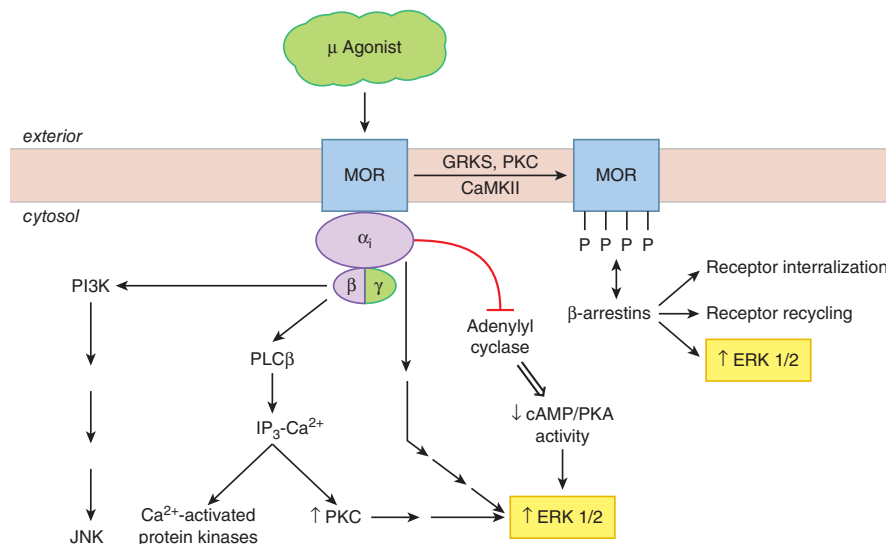 μ Agonist
exterior
MOR
GRKS, PKC
CaMKII
MOR
cytosol
αi
P P P P
β γ
PI3K
Receptor interralization
β-arrestins
Receptor recycling
Adenylyl
cyclase
↑ ERK 1/2
PLCβ
↓ cAMP/PKA
activity
IP₃-Ca²⁺
Ca²⁺-activated
protein kinases
↑ PKC
↑ ERK 1/2
JNK